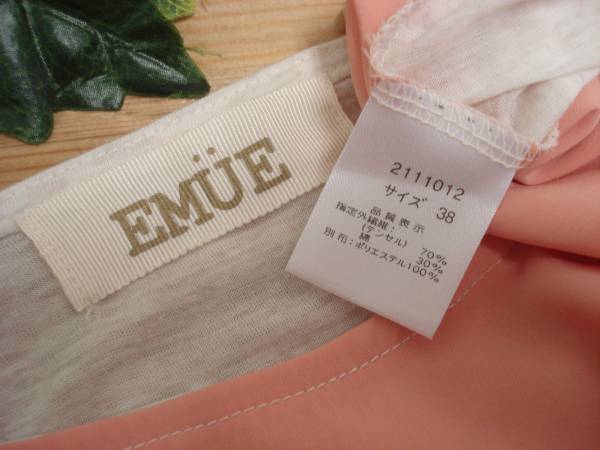 EMÜE
2111012
サイズ 38
品質表示
指定外繊維:
(テンセル) 70%
綿 30%
別布:ポリエステル100%